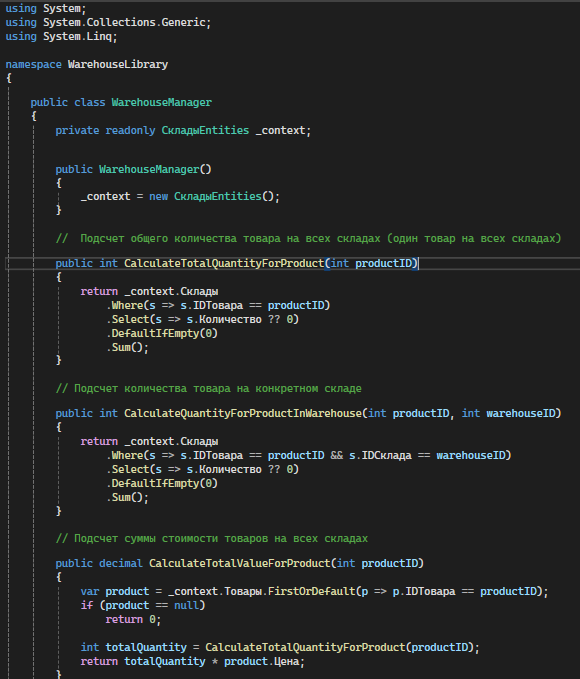 using System;
using System.Collections.Generic;
using System.Linq;
namespace WarehouseLibrary
{
public class WarehouseManager
{
private readonly СкладыEntities _context;
public WarehouseManager()
{
_context = new СкладыEntities();
}
// Подсчет общего количества товара на всех складах (один товар на всех складах)
public int CalculateTotalQuantityForProduct(int productID)
{
return _context.Склады
.Where(s => s.IDТовара == productID)
.Select(s => s.Количество ?? 0)
.DefaultIfEmpty(0)
.Sum();
}
// Подсчет количества товара на конкретном складе
public int CalculateQuantityForProductInWarehouse(int productID, int warehouseID)
{
return _context.Склады
.Where(s => s.IDТовара == productID && s.IDСклада == warehouseID)
.Select(s => s.Количество ?? 0)
.DefaultIfEmpty(0)
.Sum();
}
// Подсчет суммы стоимости товаров на всех складах
public decimal CalculateTotalValueForProduct(int productID)
{
var product = _context.Товары.FirstOrDefault(p => p.IDТовара == productID);
if (product == null)
return 0;
int totalQuantity = CalculateTotalQuantityForProduct(productID);
return totalQuantity * product.Цена;
}